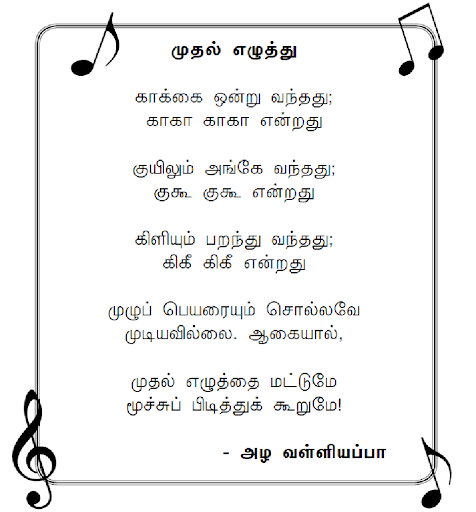 முதல் எழுத்து
காக்கை ஒன்று வந்தது;
காகா காகா என்றது
குயிலும் அங்கே வந்தது;
குகூ குகூ என்றது
கிளியும் பறந்து வந்தது;
கிகீ கிகீ என்றது
முழுப் பெயரையும் சொல்லவே
முடியவில்லை. ஆகையால்,
முதல் எழுத்தை மட்டுமே
மூச்சுப் பிடித்துக் கூறுமே!
- அழ வள்ளியப்பா